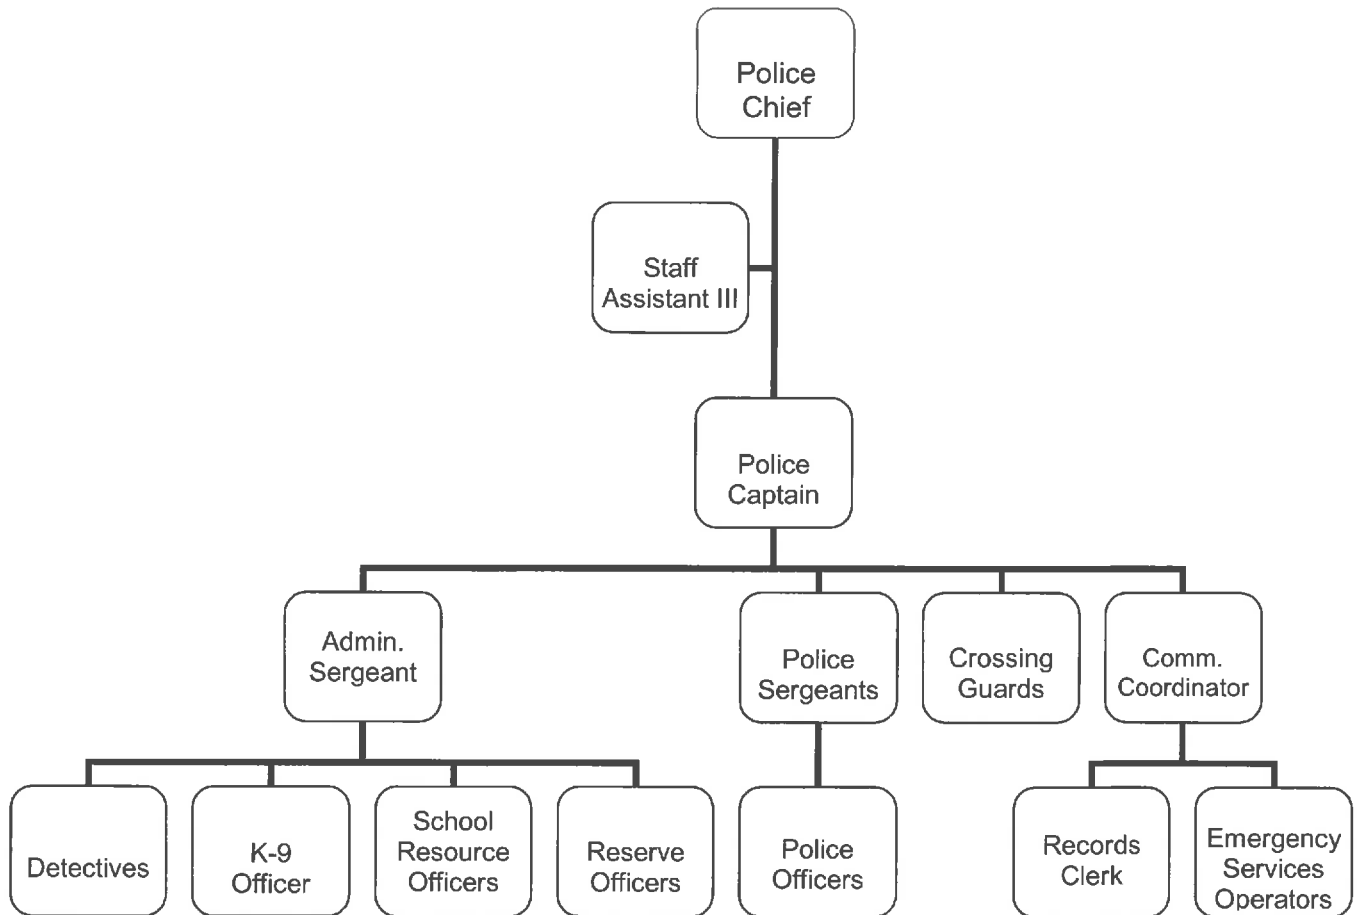 Police
Chief
Staff
Assistant III
Police
Captain
Admin.
Sergeant
Police
Sergeants
Crossing
Guards
Comm.
Coordinator
Detectives
K-9
Officer
School
Resource
Officers
Reserve
Officers
Police
Officers
Records
Clerk
Emergency
Services
Operators